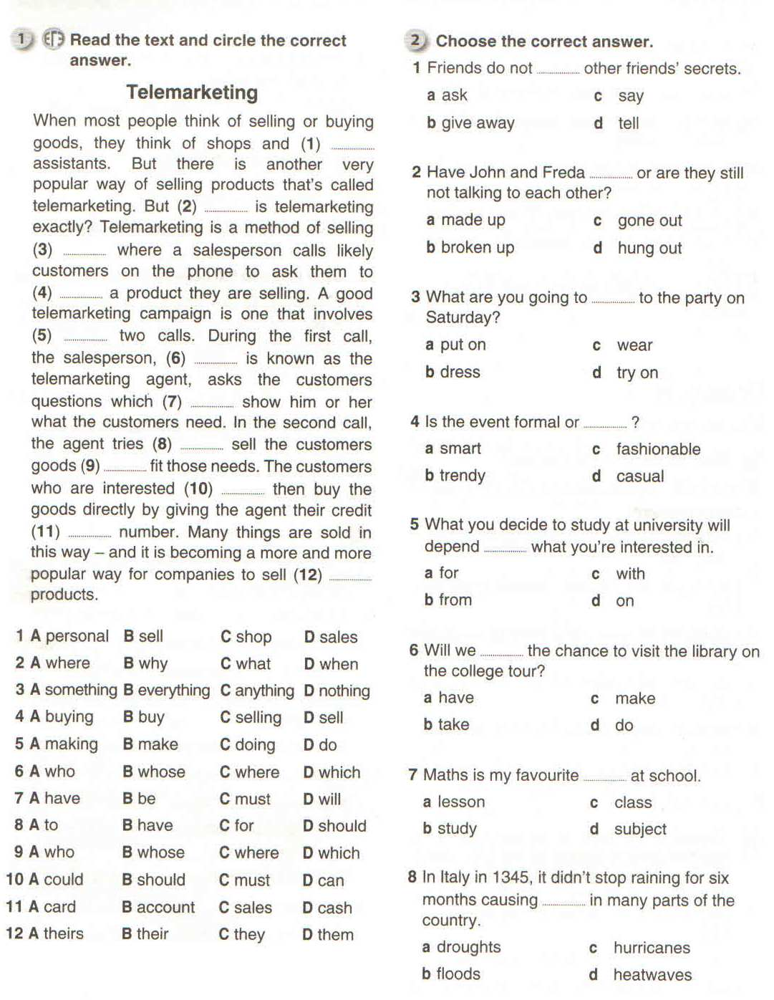 1 Read the text and circle the correct
answer.
Telemarketing
When most people think of selling or buying
goods, they think of shops and (1) ............
assistants. But there is another very
popular way of selling products that's called
telemarketing. But (2) ............ is telemarketing
exactly? Telemarketing is a method of selling
(3) ............ where a salesperson calls likely
customers on the phone to ask them to
(4) ............ a product they are selling. A good
telemarketing campaign is one that involves
(5) ............ two calls. During the first call,
the salesperson, (6) ............ is known as the
telemarketing agent, asks the customers
questions which (7) ............ show him or her
what the customers need. In the second call,
the agent tries (8) ............ sell the customers
goods (9) ............ fit those needs. The customers
who are interested (10) ............ then buy the
goods directly by giving the agent their credit
(11) ............ number. Many things are sold in
this way – and it is becoming a more and more
popular way for companies to sell (12) ............
products.
1 A personal B sell C shop D sales
2 A where B why C what D when
3 A something B everything C anything D nothing
4 A buying B buy C selling D sell
5 A making B make C doing D do
6 A who B whose C where D which
7 A have B be C must D will
8 A to B have C for D should
9 A who B whose C where D which
10 A could B should C must D can
11 A card B account C sales D cash
12 A theirs B their C they D them
2 Choose the correct answer.
1 Friends do not ............ other friends' secrets.
a ask c say
b give away d tell
2 Have John and Freda ............ or are they still
not talking to each other?
a made up c gone out
b broken up d hung out
3 What are you going to ............ to the party on
Saturday?
a put on c wear
b dress d try on
4 Is the event formal or ............ ?
a smart c fashionable
b trendy d casual
5 What you decide to study at university will
depend ............ what you're interested in.
a for c with
b from d on
6 Will we ............ the chance to visit the library on
the college tour?
a have c make
b take d do
7 Maths is my favourite ............ at school.
a lesson c class
b study d subject
8 In Italy in 1345, it didn't stop raining for six
months causing ............ in many parts of the
country.
a droughts c hurricanes
b floods d heatwaves